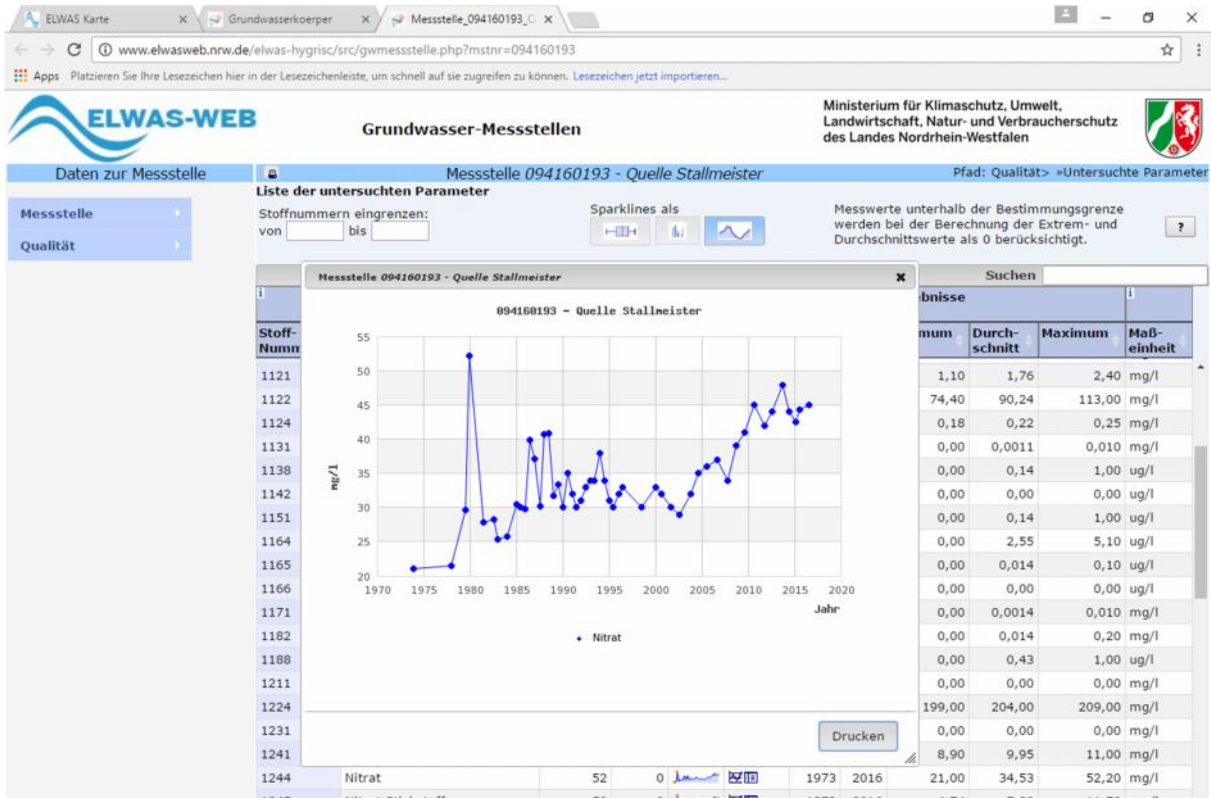 ELWAS Karte
Grundwasserkoerper
Messstelle_094160193_
www.elwasweb.nrw.de/elwas-hygrisc/src/gwmessstelle.php?mstnr=094160193
Apps Platzieren Sie Ihre Lesezeichen hier in der Lesezeichenleiste, um schnell auf sie zugreifen zu können. Lesezeichen jetzt importieren...
ELWAS-WEB
Grundwasser-Messstellen
Ministerium für Klimaschutz, Umwelt,
Landwirtschaft, Natur- und Verbraucherschutz
des Landes Nordrhein-Westfalen
Daten zur Messstelle
Messstelle 094160193 - Quelle Stallmeister
Pfad: Qualität> »Untersuchte Parameter
Messstelle
Qualität
Liste der untersuchten Parameter
Stoffnummern eingrenzen:
von bis
Sparklines als
Messwerte unterhalb der Bestimmungsgrenze
werden bei der Berechnung der Extrem- und
Durchschnittswerte als 0 berücksichtigt.
?
Suchen
Messstelle 094160193 - Quelle Stallmeister
094160193 - Quelle Stallmeister
55
50
45
40
35
30
25
20
mg/l
1970 1975 1980 1985 1990 1995 2000 2005 2010 2015 2020
Jahr
Nitrat
Drucken
bnisse
Stoff-
Numm
mum
Durch-
schnitt
Maximum
Maß-
einheit
1121 1,10 1,76 2,40 mg/l
1122 74,40 90,24 113,00 mg/l
1124 0,18 0,22 0,25 mg/l
1131 0,00 0,0011 0,010 mg/l
1138 0,00 0,14 1,00 ug/l
1142 0,00 0,00 0,00 ug/l
1151 0,00 0,14 1,00 ug/l
1164 0,00 2,55 5,10 ug/l
1165 0,00 0,014 0,10 ug/l
1166 0,00 0,00 0,00 ug/l
1171 0,00 0,0014 0,010 mg/l
1182 0,00 0,014 0,20 mg/l
1188 0,00 0,43 1,00 ug/l
1211 0,00 0,00 0,00 mg/l
1224 199,00 204,00 209,00 mg/l
1231 0,00 0,00 0,00 mg/l
1241 8,90 9,95 11,00 mg/l
1244 Nitrat 52 0 1973 2016 21,00 34,53 52,20 mg/l